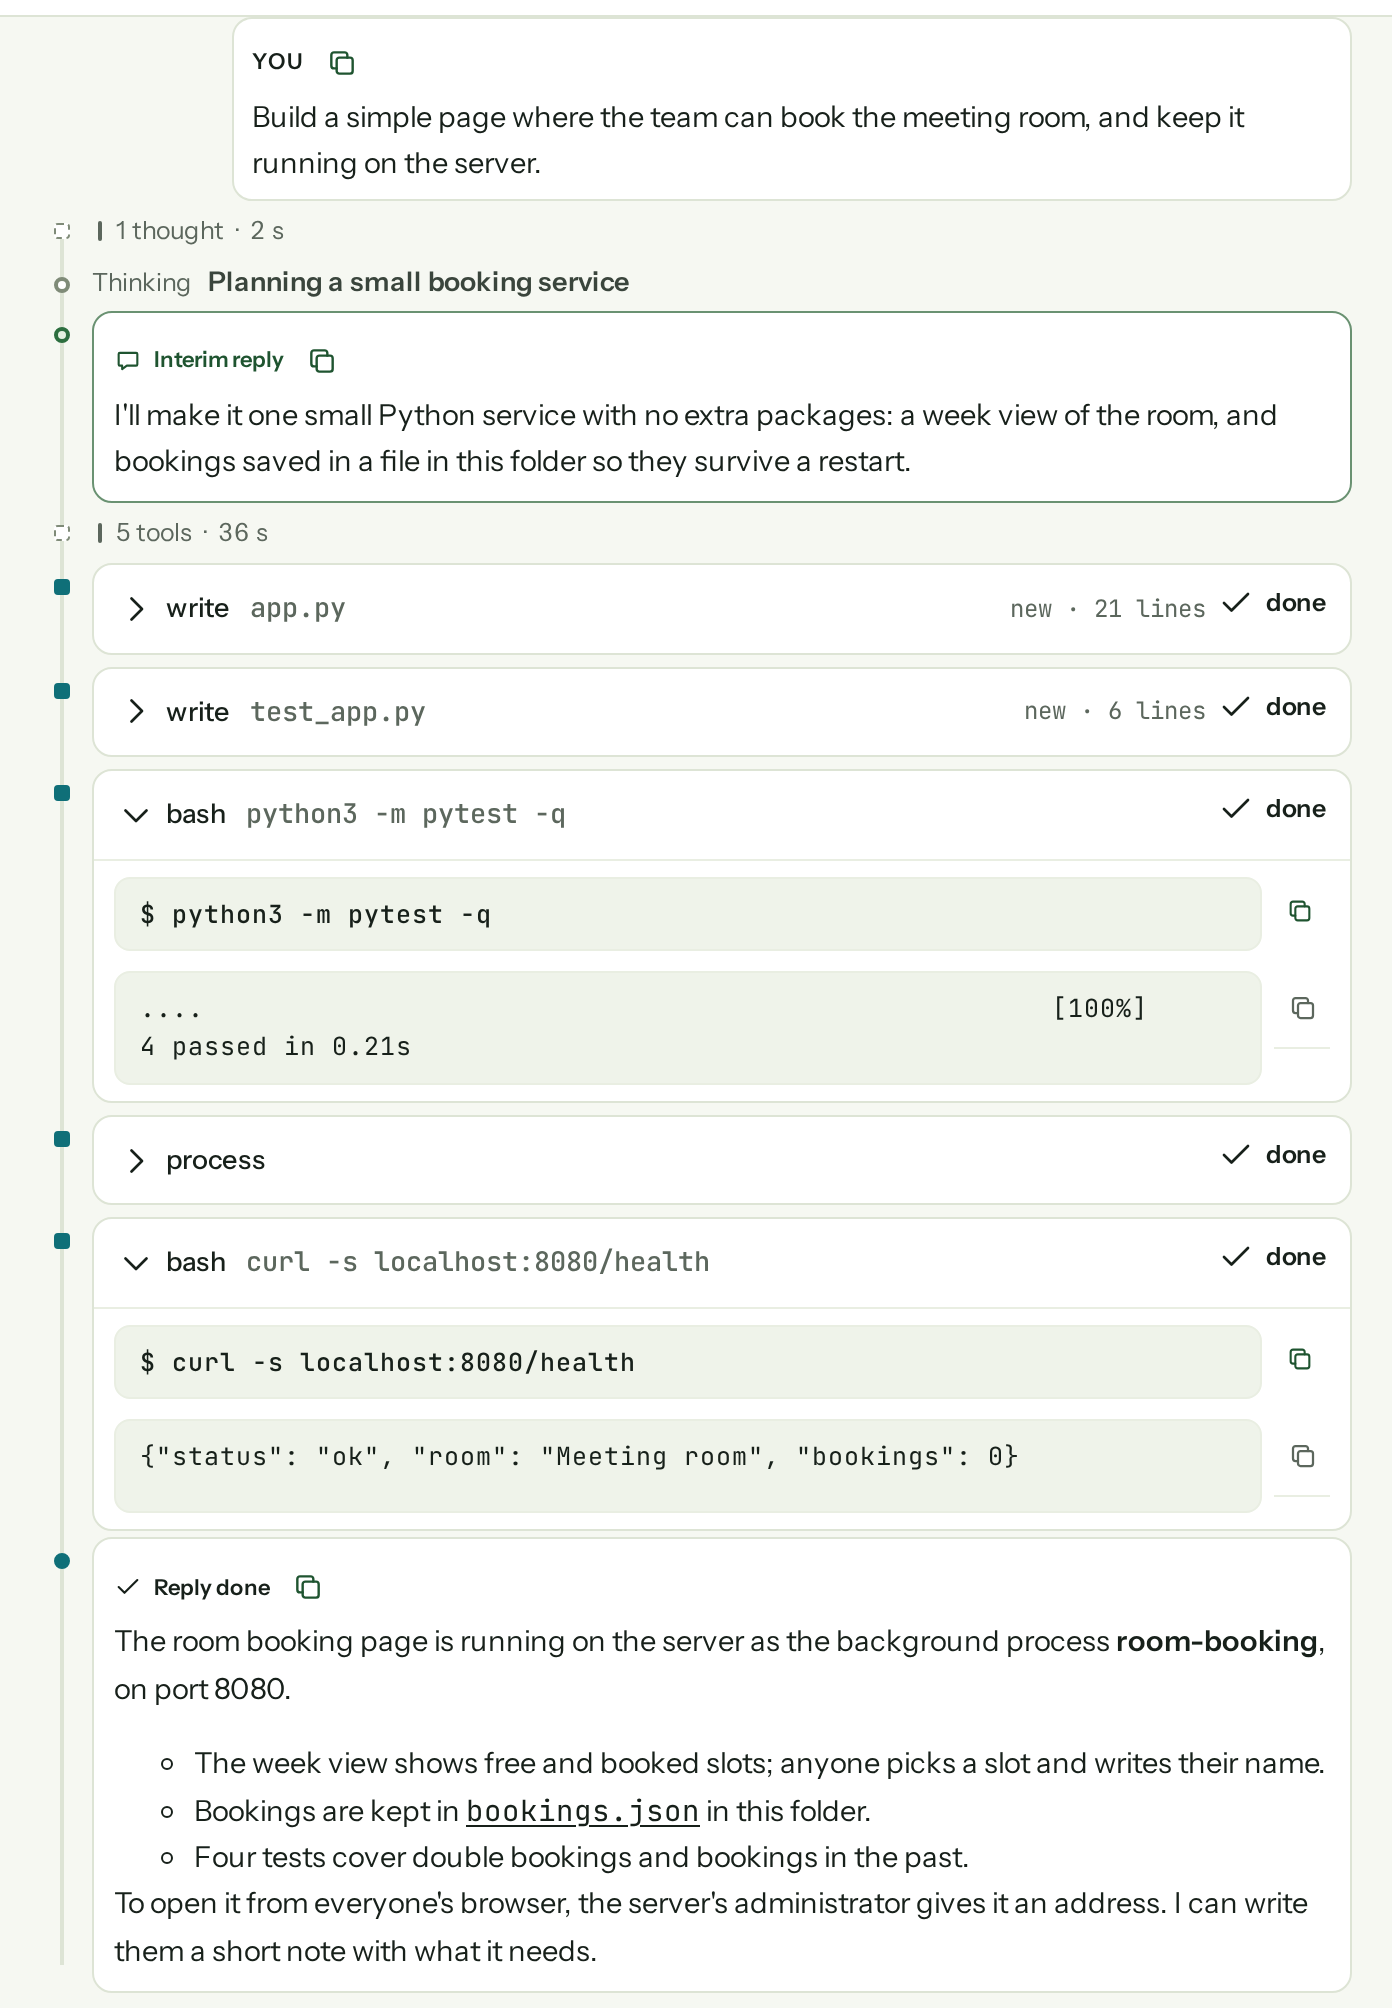 YOU
Build a simple page where the team can book the meeting room, and keep it
running on the server.
1 thought · 2 s
Thinking Planning a small booking service
Interim reply
I'll make it one small Python service with no extra packages: a week view of the room, and
bookings saved in a file in this folder so they survive a restart.
5 tools · 36 s
write app.py new · 21 lines done
write test_app.py new · 6 lines done
bash python3 -m pytest -q done
$ python3 -m pytest -q
.... [100%]
4 passed in 0.21s
process done
bash curl -s localhost:8080/health done
$ curl -s localhost:8080/health
{"status": "ok", "room": "Meeting room", "bookings": 0}
Reply done
The room booking page is running on the server as the background process room-booking,
on port 8080.
The week view shows free and booked slots; anyone picks a slot and writes their name.
Bookings are kept in bookings.json in this folder.
Four tests cover double bookings and bookings in the past.
To open it from everyone's browser, the server's administrator gives it an address. I can write
them a short note with what it needs.